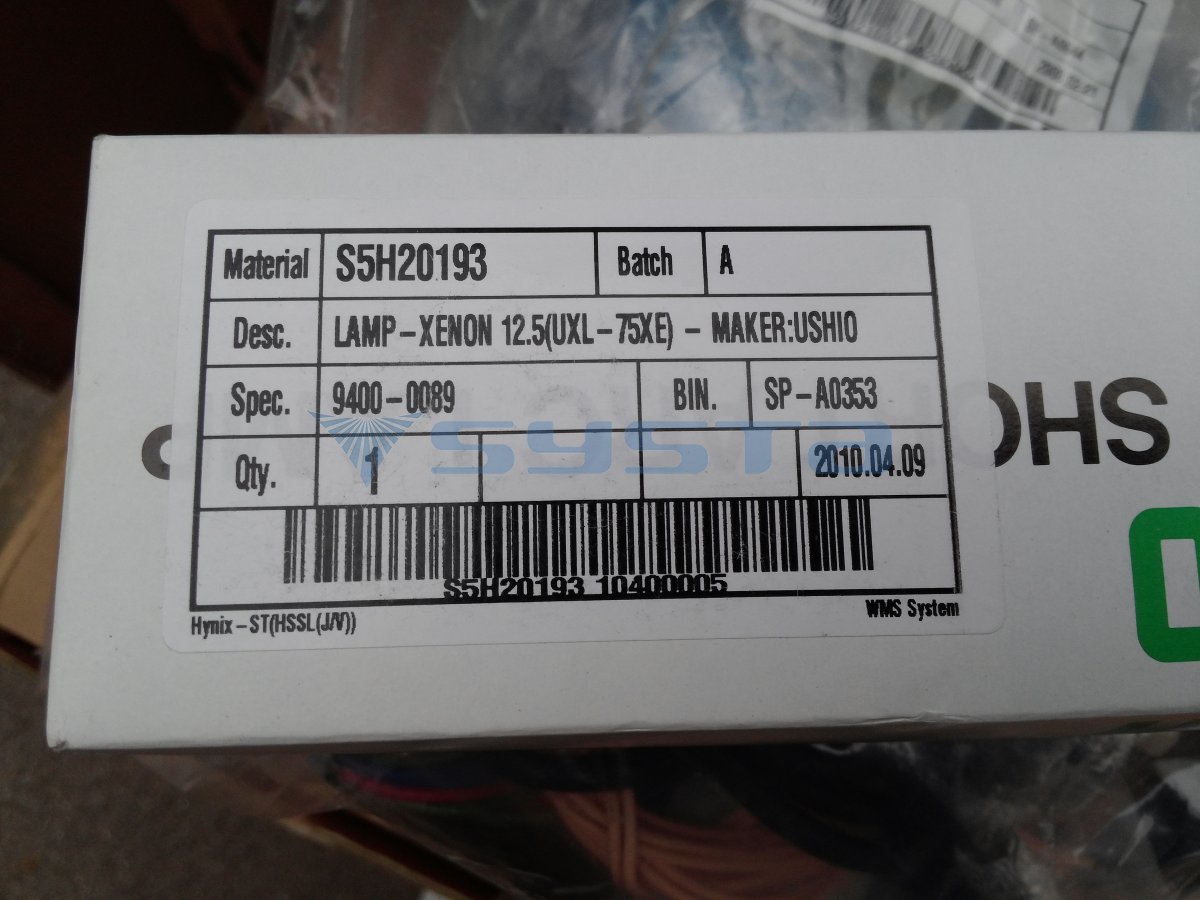 Material S5H20193 Batch A
Desc. LAMP-XENON 12.5(UXL-75XE) - MAKER:USHIO
Spec. 9400-0089 BIN. SP-A0353
systa
OHS
Qty. 1 2010.04.09
S5H20193 10400005
Hynix-ST(HSSL(J/V)) WMS System